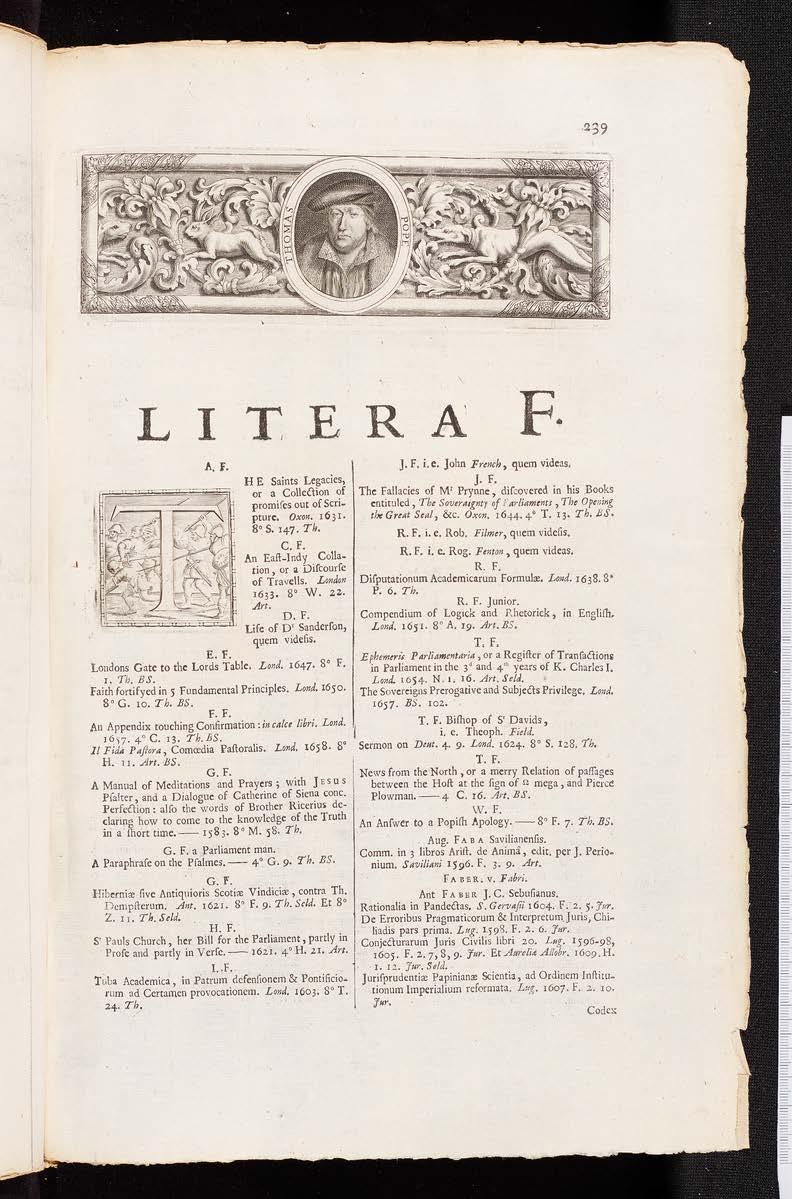 239
THOMAS POPE
LITERA F.
A. F.
THE Saints Legacies,
or a Collection of
promiſes out of Scri-
pture. Oxon. 1631.
8° S. 147. Th.
C. F.
An Eaſt-Indy Colla-
tion, or a Diſcourſe
of Travells. London
1633. 8° W. 22.
Art.
D. F.
Life of Dr Sanderſon,
quem videſis.
E. F.
Londons Gate to the Lords Table. Lond. 1647. 8° F.
1. Th. BS.
Faith fortifyed in 5 Fundamental Principles. Lond. 1650.
8° G. 10. Th. BS.
F. F.
An Appendix touching Confirmation: in calce libri. Lond.
1657. 4° C. 13. Th. BS.
Il Fida Paſtora, Comœdia Paſtoralis. Lond. 1658. 8°
H. 11. Art. BS.
G. F.
A Manual of Meditations and Prayers; with JESUS
Pſalter, and a Dialogue of Catherine of Siena conc.
Perfection: alſo the words of Brother Ricerius de-
claring how to come to the knowledge of the Truth
in a ſhort time. —— 1583. 8° M. 58. Th.
G. F. a Parliament man.
A Paraphraſe on the Pſalmes. —— 4° G. 9. Th. BS.
G. F.
Hiberniæ ſive Antiquioris Scotiæ Vindiciæ, contra Th.
Dempſterum. Ant. 1621. 8° F. 9. Th. Seld. Et 8°
Z. 11. Th. Seld.
H. F.
St Pauls Church, her Bill for the Parliament, partly in
Proſe and partly in Verſe. —— 1621. 4° H. 21. Art.
I. F.
Tuba Academica, in Patrum defenſionem & Pontificio-
rum ad Certamen provocationem. Lond. 1603. 8° T.
24. Th.
J. F. i. e. John French, quem videas.
J. F.
The Fallacies of Mr Prynne, diſcovered in his Books
entituled, The Soveraignty of Parliaments, The Opening
the Great Seal, &c. Oxon. 1644. 4° T. 13. Th. BS.
R. F. i. e. Rob. Filmer, quem videſis.
R. F. i. e. Rog. Fenton, quem videas.
R. F.
Diſputationum Academicarum Formulæ. Lond. 1638. 8°
P. 6. Th.
R. F. Junior.
Compendium of Logick and Rhetorick, in Engliſh.
Lond. 1651. 8° A. 19. Art. BS.
T. F.
Ephemeris Parliamentaria, or a Regiſter of Tranſactions
in Parliament in the 3d and 4th years of K. Charles I.
Lond. 1654. N. 1. 16. Art. Seld.
The Sovereigns Prerogative and Subjects Privilege. Lond.
1657. BS. 102.
T. F. Biſhop of St Davids,
i. e. Theoph. Field.
Sermon on Deut. 4. 9. Lond. 1624. 8° S. 128. Th.
T. F.
News from the North, or a merry Relation of paſſages
between the Hoſt at the ſign of Ω mega, and Pierce
Plowman. —— 4 C. 16. Art. BS.
W. F.
An Anſwer to a Popiſh Apology. —— 8° F. 7. Th. BS.
Aug. FABA Savilianenſis.
Comm. in 3 libros Ariſt. de Animâ, edit. per J. Perio-
nium. Saviliani 1596. F. 3. 9. Art.
FABER. v. Fabri.
Ant FABER J. C. Sebuſianus.
Rationalia in Pandectas. S. Gervaſii 1604. F. 2. 5. Jur.
De Erroribus Pragmaticorum & Interpretum Juris, Chi-
liadis pars prima. Lug. 1598. F. 2. 6. Jur.
Conjecturarum Juris Civilis libri 20. Lug. 1596-98,
1605. F. 2. 7, 8, 9. Jur. Et Aurelia Allobr. 1609. H.
1. 12. Jur. Seld.
Juriſprudentiæ Papinianæ Scientia, ad Ordinem Inſtitu-
tionum Imperialium reformata. Lug. 1607. F. 2. 10.
Jur.
Codex